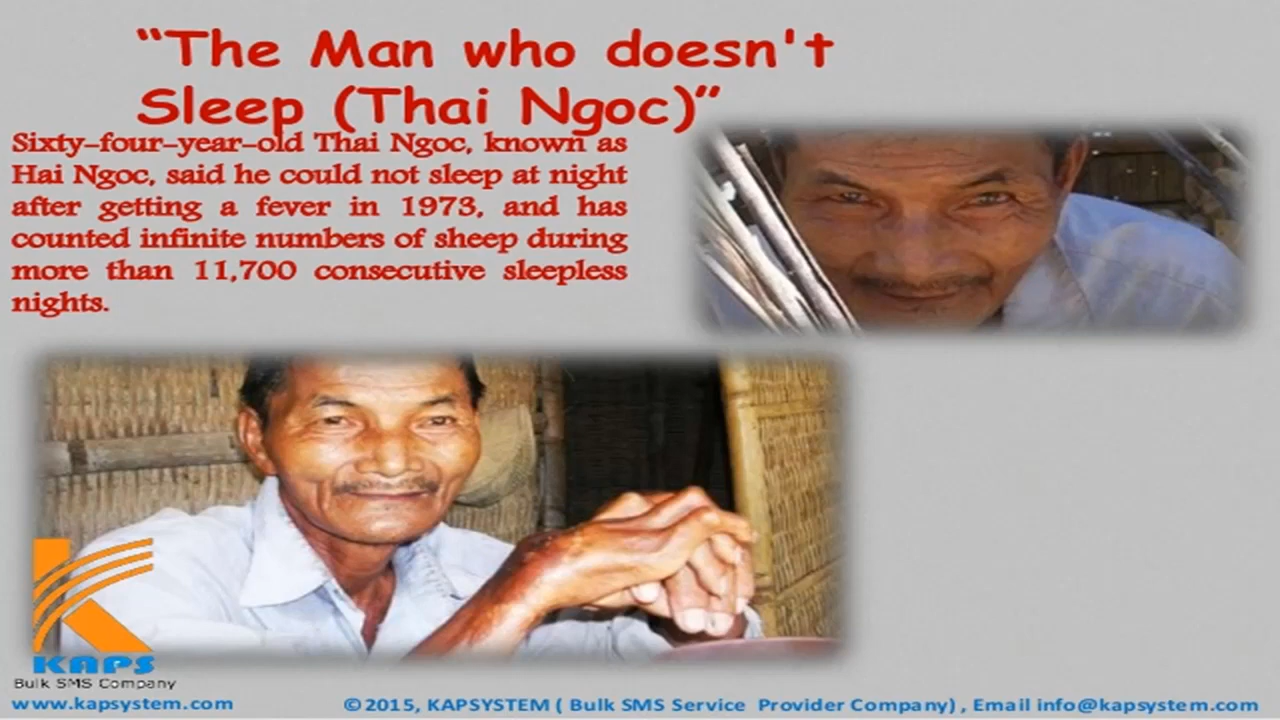 “The Man who doesn't
Sleep (Thai Ngoc)”
Sixty-four-year-old Thai Ngoc, known as
Hai Ngoc, said he could not sleep at night
after getting a fever in 1973, and has
counted infinite numbers of sheep during
more than 11,700 consecutive sleepless
nights.
KAPS
Bulk SMS Company
www.kapsystem.com
©2015, KAPSYSTEM ( Bulk SMS Service Provider Company) , Email info@kapsystem.com